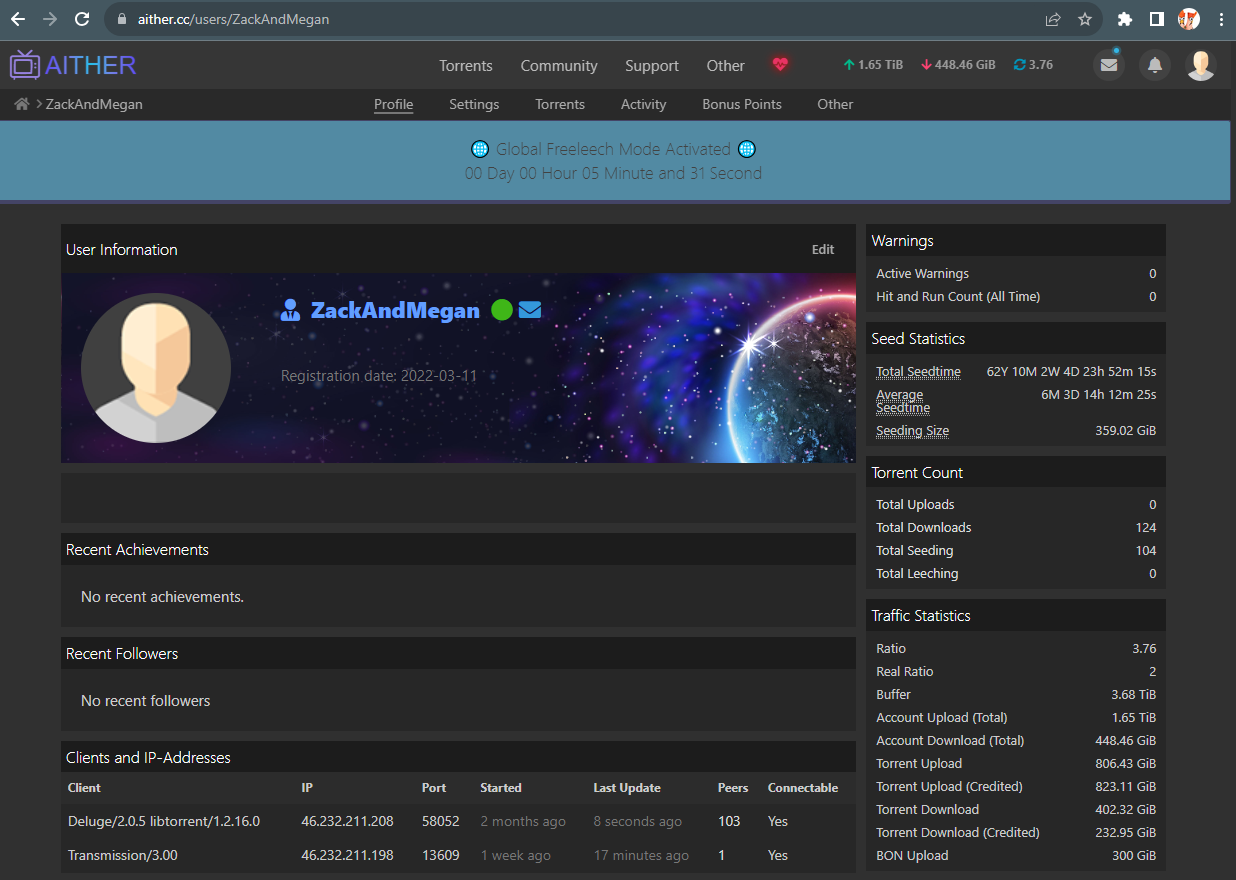 aither.cc/users/ZackAndMegan
AITHER
Torrents Community Support Other 1.65 TiB 448.46 GiB 3.76
ZackAndMegan
Profile Settings Torrents Activity Bonus Points Other
Global Freeleech Mode Activated
00 Day 00 Hour 05 Minute and 31 Second
User Information Edit
ZackAndMegan
Registration date: 2022-03-11
Recent Achievements
No recent achievements.
Recent Followers
No recent followers
Clients and IP-Addresses
Client IP Port Started Last Update Peers Connectable
Deluge/2.0.5 libtorrent/1.2.16.0 46.232.211.208 58052 2 months ago 8 seconds ago 103 Yes
Transmission/3.00 46.232.211.198 13609 1 week ago 17 minutes ago 1 Yes
Warnings
Active Warnings 0
Hit and Run Count (All Time) 0
Seed Statistics
Total Seedtime 62Y 10M 2W 4D 23h 52m 15s
Average 6M 3D 14h 12m 25s
Seedtime
Seeding Size 359.02 GiB
Torrent Count
Total Uploads 0
Total Downloads 124
Total Seeding 104
Total Leeching 0
Traffic Statistics
Ratio 3.76
Real Ratio 2
Buffer 3.68 TiB
Account Upload (Total) 1.65 TiB
Account Download (Total) 448.46 GiB
Torrent Upload 806.43 GiB
Torrent Upload (Credited) 823.11 GiB
Torrent Download 402.32 GiB
Torrent Download (Credited) 232.95 GiB
BON Upload 300 GiB